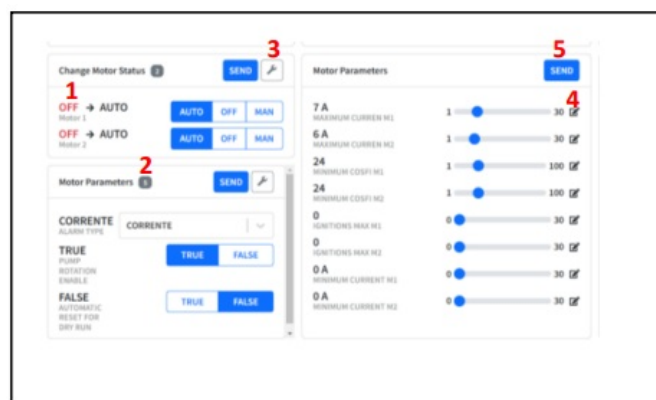 3
5
Change Motor Status 2 SEND
Motor Parameters SEND
1
4
OFF → AUTO AUTO OFF MAN
Motor 1
OFF → AUTO AUTO OFF MAN
Motor 2
2
Motor Parameters SEND
CORRENTE CORRENTE
ALARM TYPE
TRUE TRUE FALSE
PUMP
ROTATION
ENABLE
FALSE TRUE FALSE
AUTOMATIC
RESET FOR
DRY RUN
7 A 1 30
MAXIMUM CURREN M1
6 A 1 30
MAXIMUM CURREN M2
24 1 100
MINIMUM COSFI M1
24 1 100
MINIMUM COSFI M2
0 0 30
IGNITIONS MAX M1
0 0 30
IGNITIONS MAX M2
0 A 0 30
MINIMUM CURRENT M1
0 A 0 30
MINIMUM CURRENT M2